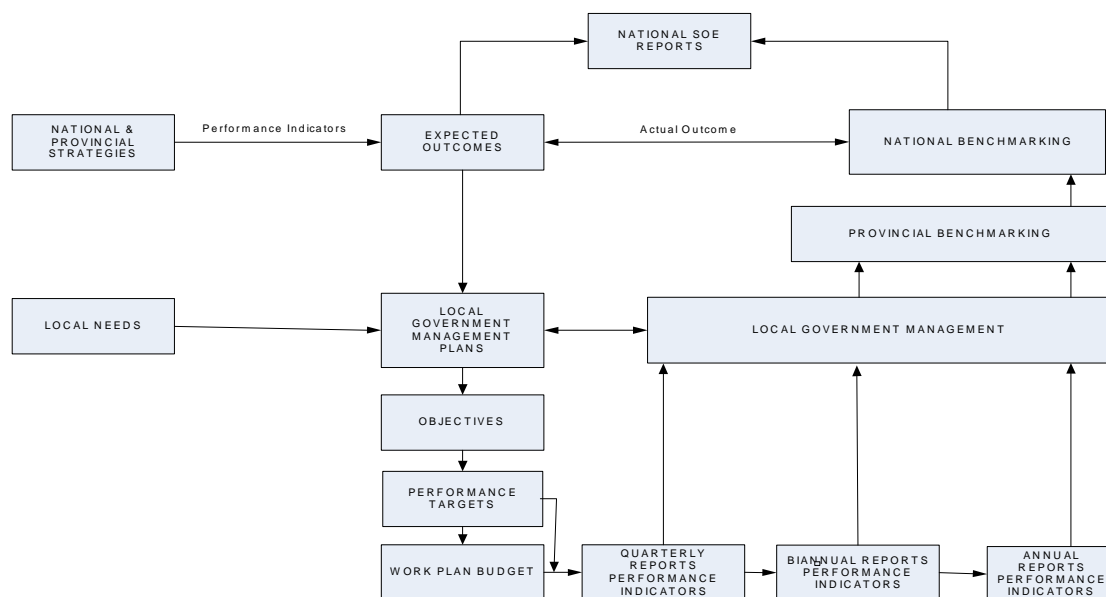 NATIONAL SOE
REPORTS
NATIONAL &
PROVINCIAL
STRATEGIES
Performance Indicators
EXPECTED
OUTCOMES
Actual Outcome
NATIONAL BENCHMARKING
PROVINCIAL BENCHMARKING
LOCAL NEEDS
LOCAL
GOVERNMENT
MANAGEMENT
PLANS
LOCAL GOVERNMENT MANAGEMENT
OBJECTIVES
PERFORMANCE
TARGETS
WORK PLAN BUDGET
QUARTERLY
REPORTS
PERFORMANCE
INDICATORS
BIANNUAL REPORTS
PERFORMANCE
INDICATORS
ANNUAL
REPORTS
PERFORMANCE
INDICATORS